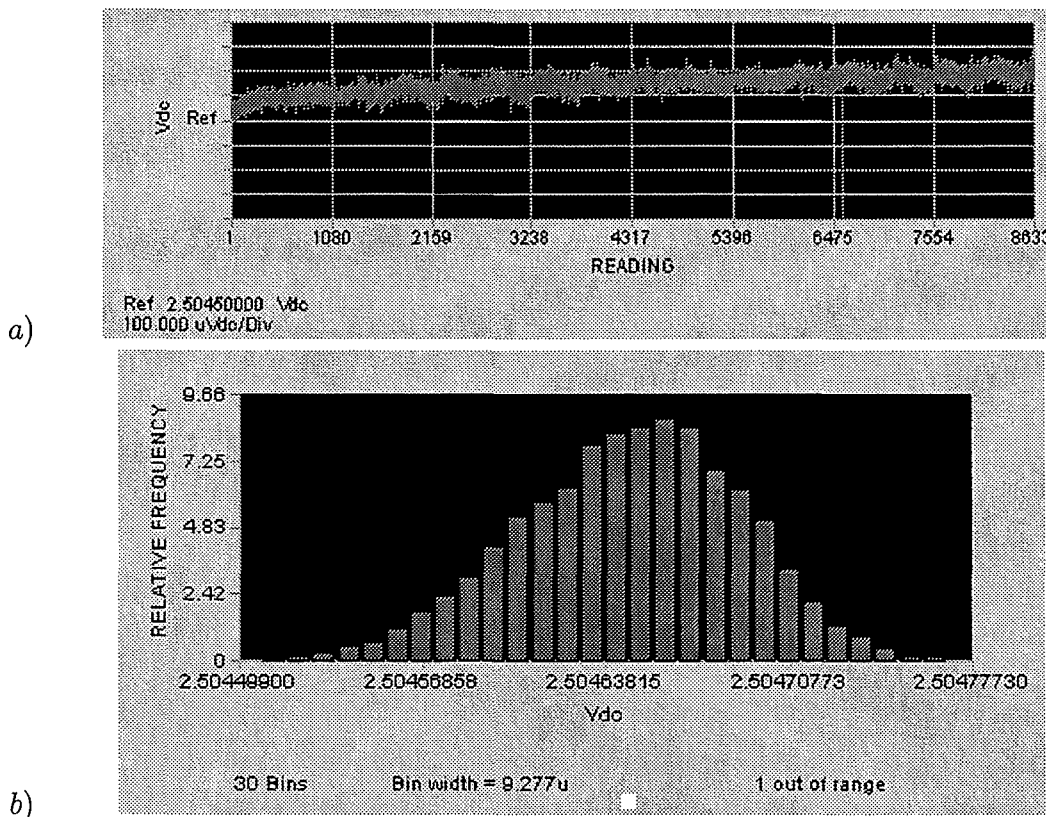 Vdc
Ref
1 1080 2159 3238 4317 5396 6475 7554 8633
READING
Ref 2.50450000 Vdc
100.000 uVdc/Div
a)
RELATIVE FREQUENCY
9.66
7.25
4.83
2.42
0
2.50449900 2.50456858 2.50463815 2.50470773 2.50477730
Vdc
30 Bins Bin width = 9.277u 1 out of range
b)